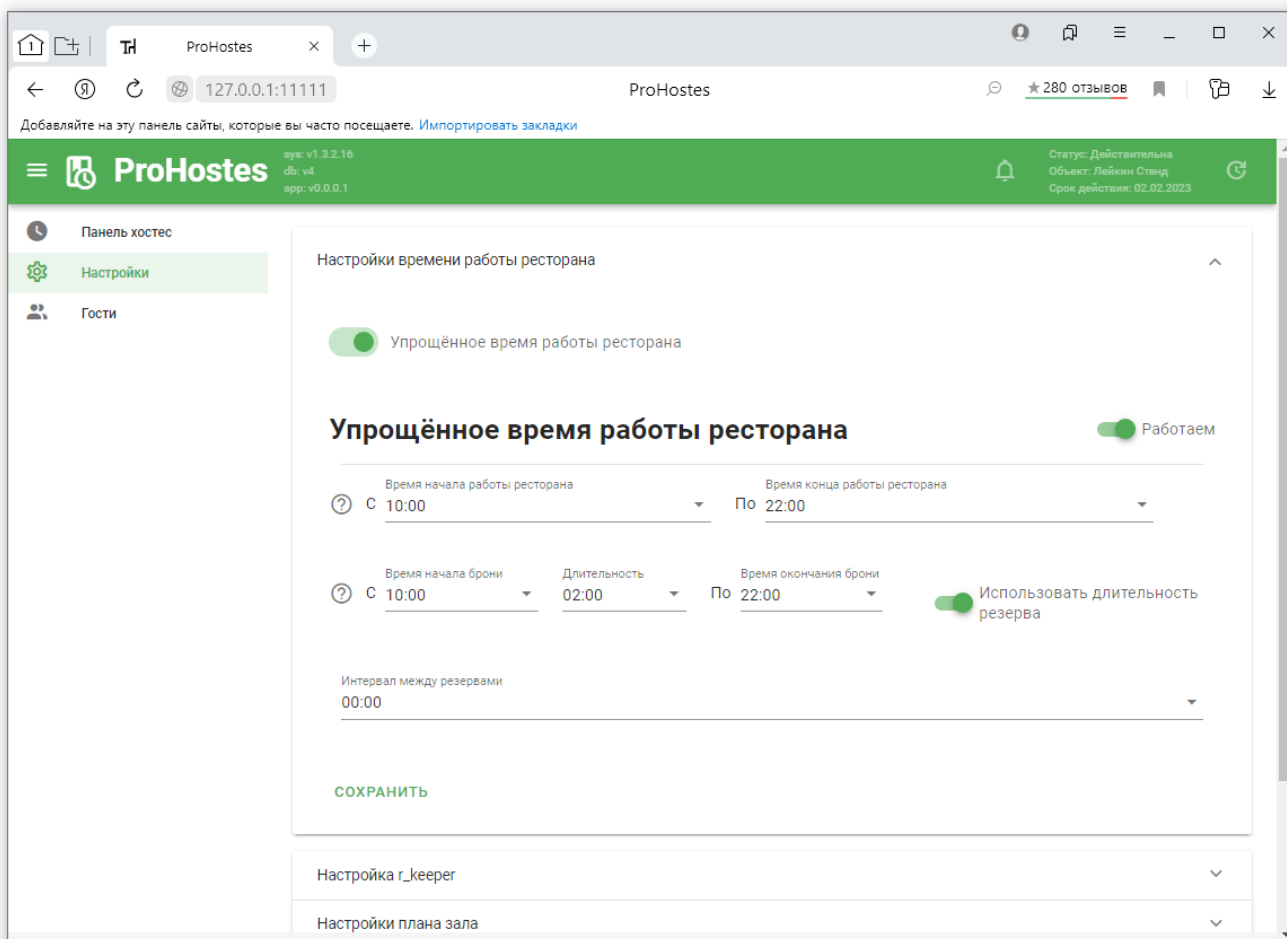 1
ProHostes
127.0.0.1:11111
ProHostes
280 отзывов
Добавляйте на эту панель сайты, которые вы часто посещаете. Импортировать закладки
ProHostes
sys: v1.3.2.16
db: v4
app: v0.0.0.1
Статус: Действительна
Объект: Лейкин Стенд
Срок действия: 02.02.2023
Панель хостес
Настройки
Гости
Настройки времени работы ресторана
Упрощённое время работы ресторана
Упрощённое время работы ресторана
Работаем
Время начала работы ресторана
Время конца работы ресторана
С 10:00 По 22:00
Время начала брони
Длительность
Время окончания брони
С 10:00 02:00 По 22:00
Использовать длительность
резерва
Интервал между резервами
00:00
СОХРАНИТЬ
Настройка r_keeper
Настройки плана зала